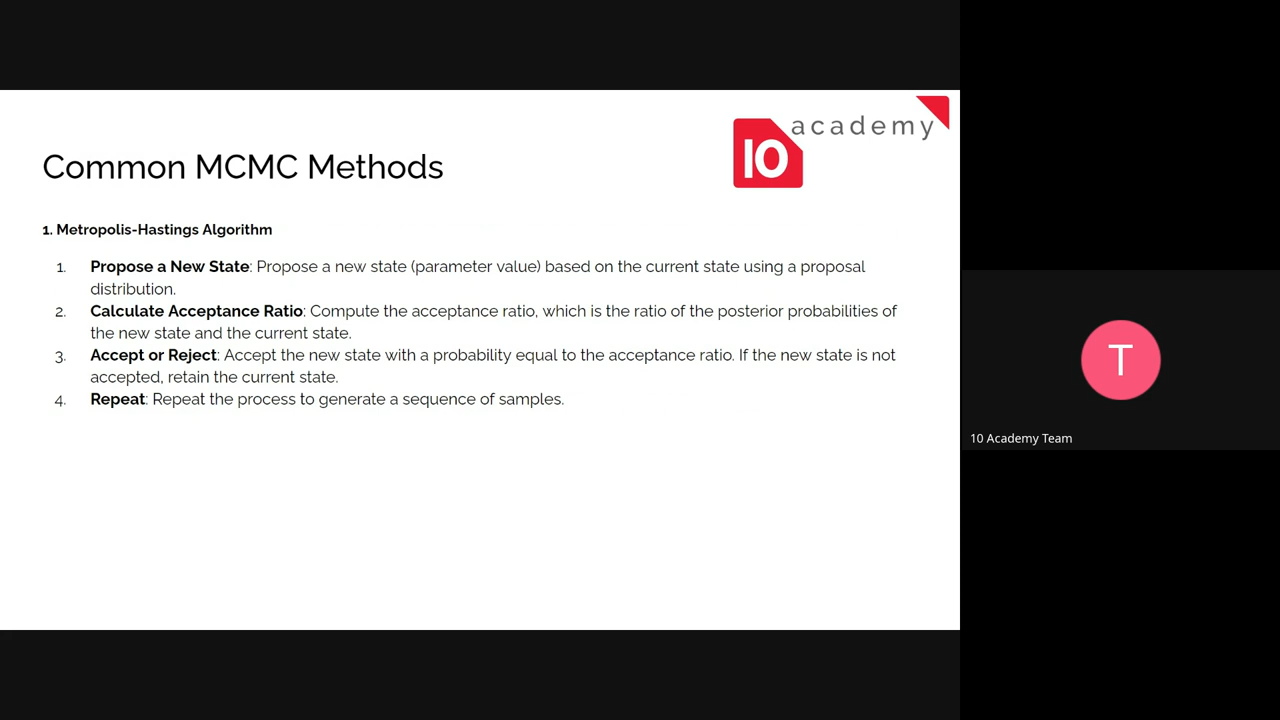 10 academy
Common MCMC Methods
1. Metropolis-Hastings Algorithm
1. Propose a New State: Propose a new state (parameter value) based on the current state using a proposal
distribution.
2. Calculate Acceptance Ratio: Compute the acceptance ratio, which is the ratio of the posterior probabilities of
the new state and the current state.
3. Accept or Reject: Accept the new state with a probability equal to the acceptance ratio. If the new state is not
accepted, retain the current state.
4. Repeat: Repeat the process to generate a sequence of samples.
T
10 Academy Team